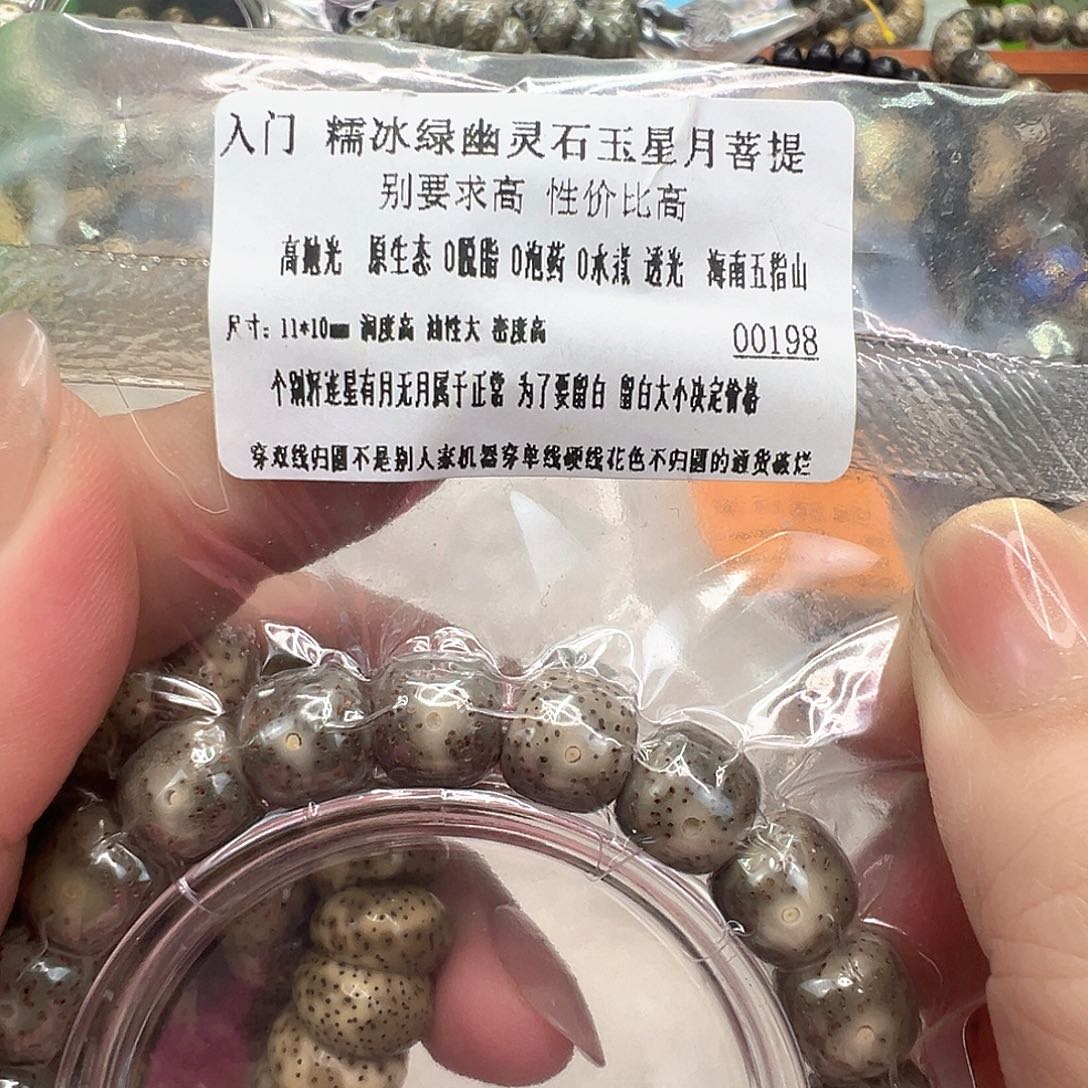 入门 糯冰绿幽灵石玉星月菩提
别要求高 性价比高
高抛光 原生态 0脱脂 0泡药 0水煮 透光 海南五指山
尺寸: 11*10mm 润度高 油性大 密度高
00198
个别籽连星有月无月属于正常 为了要留白 留白大小决定价格
穿双线归圆不是别人家机器穿单线硬线花色不归圆的通货破烂